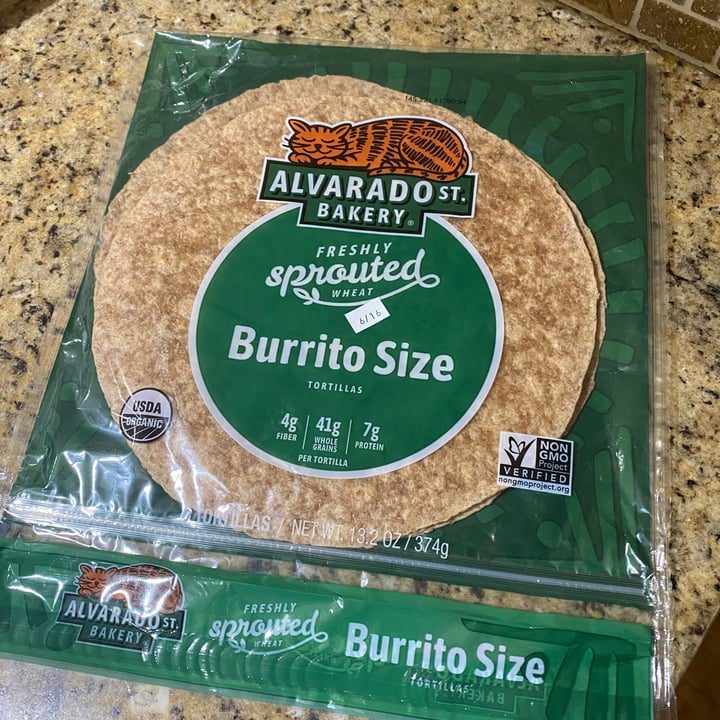 ALVARADO ST.
BAKERY®
FRESHLY
sprouted
WHEAT
6/16
Burrito Size
TORTILLAS
4g FIBER
41g WHOLE GRAINS
7g PROTEIN
PER TORTILLA
USDA
ORGANIC
NON
GMO
Project
VERIFIED
nongmoproject.org
TORTILLAS / NET WT. 13.2 OZ / 374g
ALVARADO ST.
BAKERY
FRESHLY
sprouted
WHEAT
Burrito Size
TORTILLAS